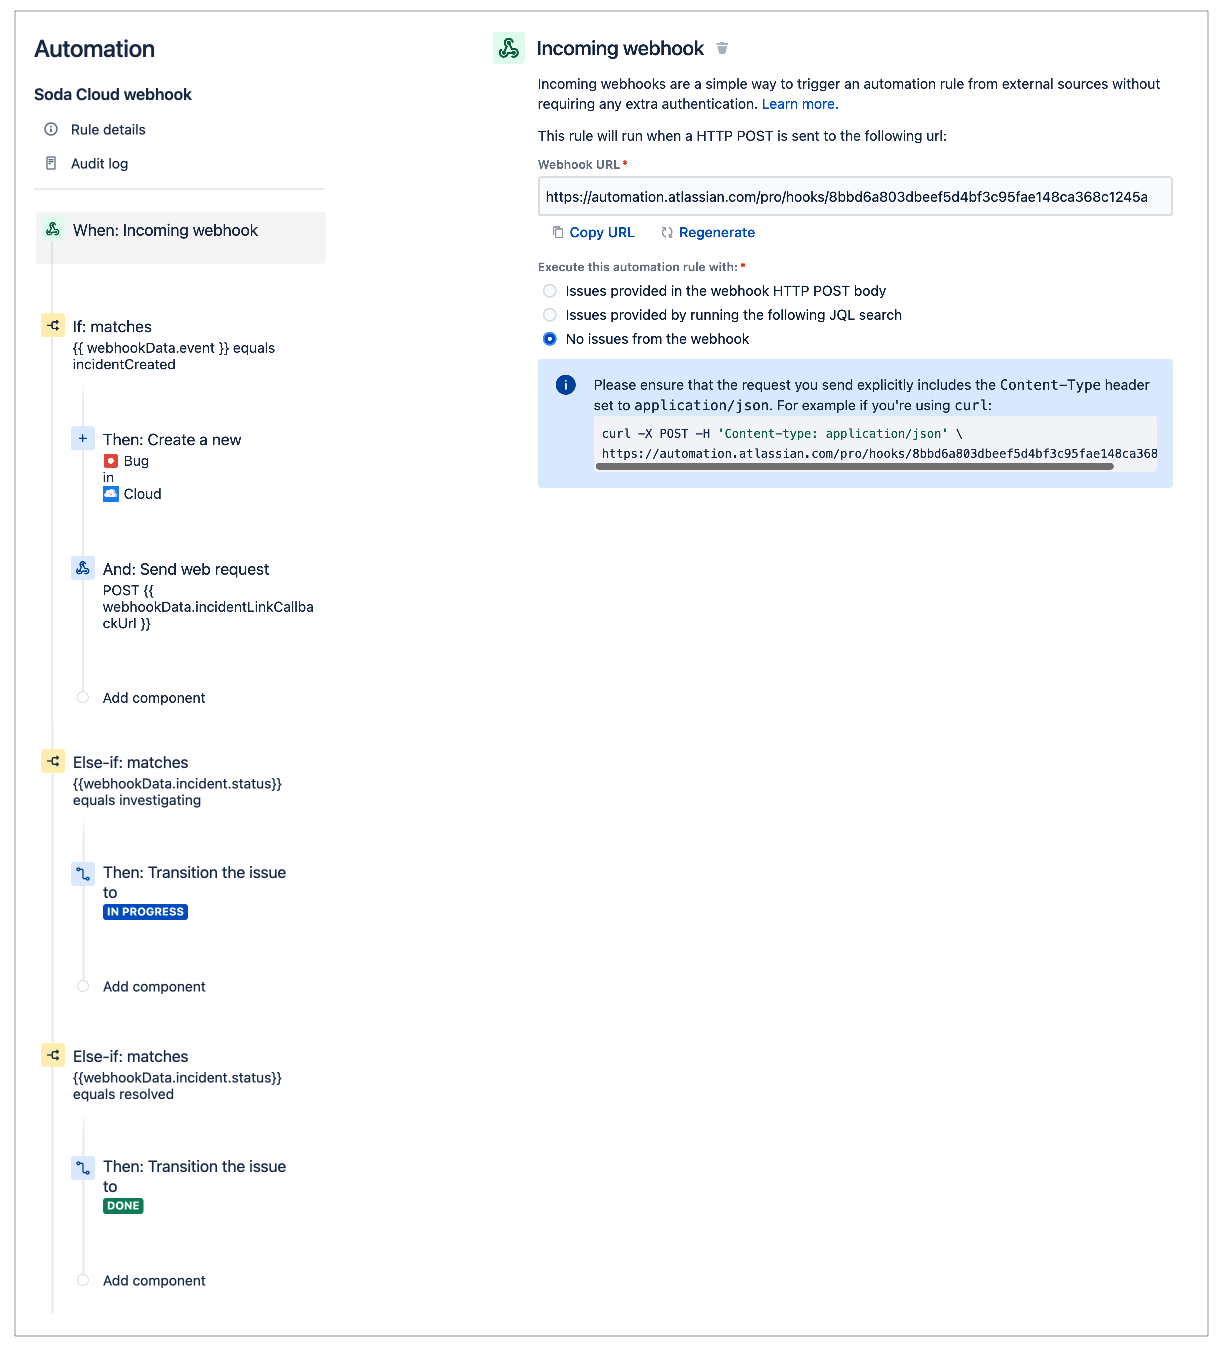 Automation
Soda Cloud webhook
Rule details
Audit log
When: Incoming webhook
If: matches
{{ webhookData.event }} equals
incidentCreated
Then: Create a new
Bug
in
Cloud
And: Send web request
POST {{
webhookData.incidentLinkCallba
ckUrl }}
Add component
Else-if: matches
{{webhookData.incident.status}}
equals investigating
Then: Transition the issue
to
IN PROGRESS
Add component
Else-if: matches
{{webhookData.incident.status}}
equals resolved
Then: Transition the issue
to
DONE
Add component
Incoming webhook
Incoming webhooks are a simple way to trigger an automation rule from external sources without
requiring any extra authentication. Learn more.
This rule will run when a HTTP POST is sent to the following url:
Webhook URL*
https://automation.atlassian.com/pro/hooks/8bbd6a803dbeef5d4bf3c95fae148ca368c1245a
Copy URL Regenerate
Execute this automation rule with:*
Issues provided in the webhook HTTP POST body
Issues provided by running the following JQL search
No issues from the webhook
Please ensure that the request you send explicitly includes the Content-Type header
set to application/json. For example if you're using curl:
curl -X POST -H 'Content-type: application/json' \
https://automation.atlassian.com/pro/hooks/8bbd6a803dbeef5d4bf3c95fae148ca368